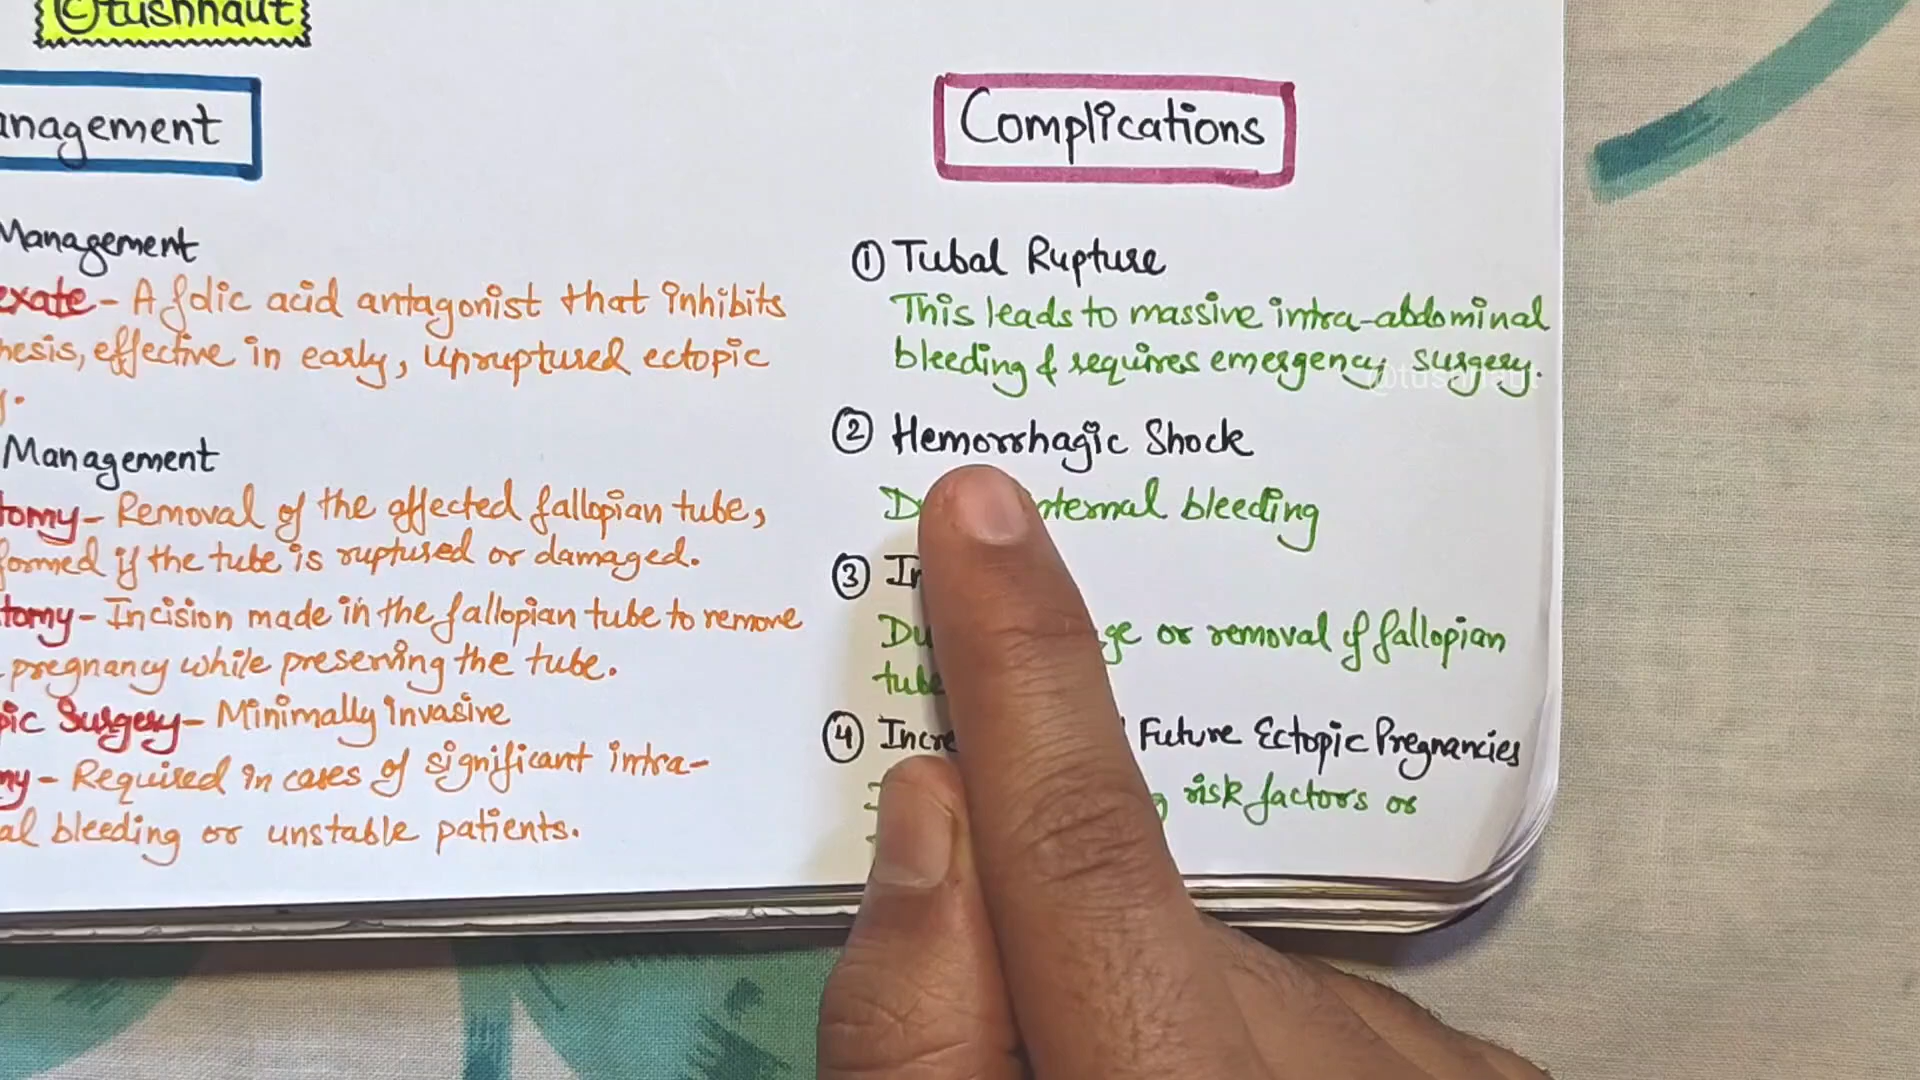 ©tushnaut
anagement
Management
exate- A folic acid antagonist that inhibits
hesis, effective in early, unruptured ectopic
y.
Management
tomy- Removal of the affected fallopian tube,
formed if the tube is ruptured or damaged.
tomy- Incision made in the fallopian tube to remove
pregnancy while preserving the tube.
pic Surgery- Minimally invasive
my- Required in cases of significant intra-
al bleeding or unstable patients.
Complications
① Tubal Rupture
This leads to massive intra-abdominal
bleeding & requires emergency surgery.
@tushnaut
② Hemorrhagic Shock
internal bleeding
③
or removal of fallopian
tube
④ Future Ectopic Pregnancies
risk factors or